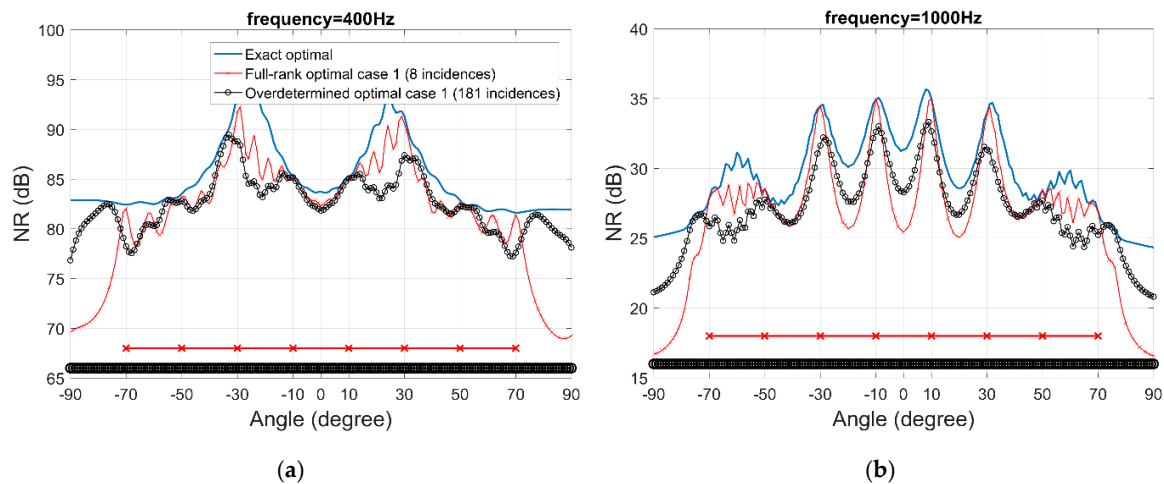 frequency=400Hz
100
95
90
85
80
75
70
65
NR (dB)
Exact optimal
Full-rank optimal case 1 (8 incidences)
Overdetermined optimal case 1 (181 incidences)
-90 -70 -50 -30 -10 0 10 30 50 70 90
Angle (degree)
(a)
frequency=1000Hz
40
35
30
25
20
15
NR (dB)
-90 -70 -50 -30 -10 0 10 30 50 70 90
Angle (degree)
(b)